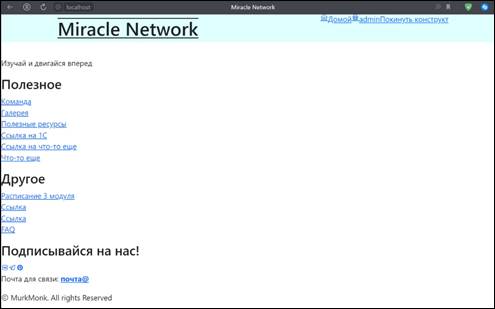 localhost
Miracle Network
Miracle Network
Домой adminПокинуть конструкт
Изучай и двигайся вперед
Полезное
Команда
Галерея
Полезные ресурсы
Ссылка на 1С
Ссылка на что-то еще
Что-то еще
Другое
Расписание 3 модуля
Ссылка
Ссылка
FAQ
Подписывайся на нас!
Почта для связи: почта@
© MurkMonk. All rights Reserved